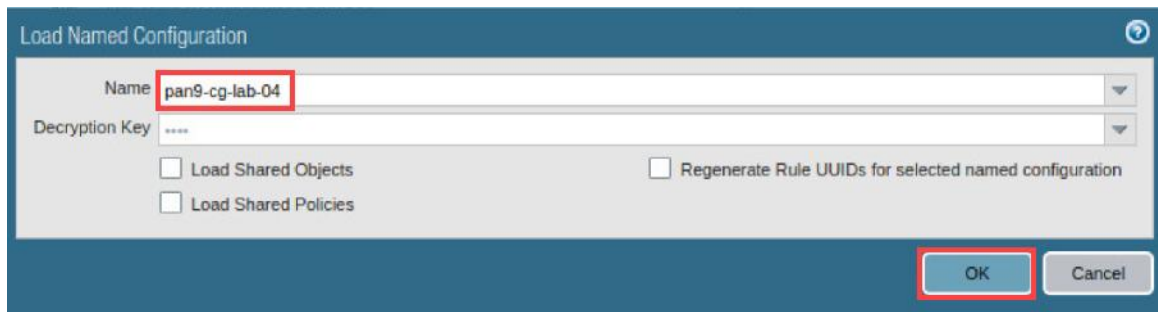 Load Named Configuration
Name pan9-cg-lab-04
Decryption Key ****
Load Shared Objects Regenerate Rule UUIDs for selected named configuration
Load Shared Policies
OK Cancel